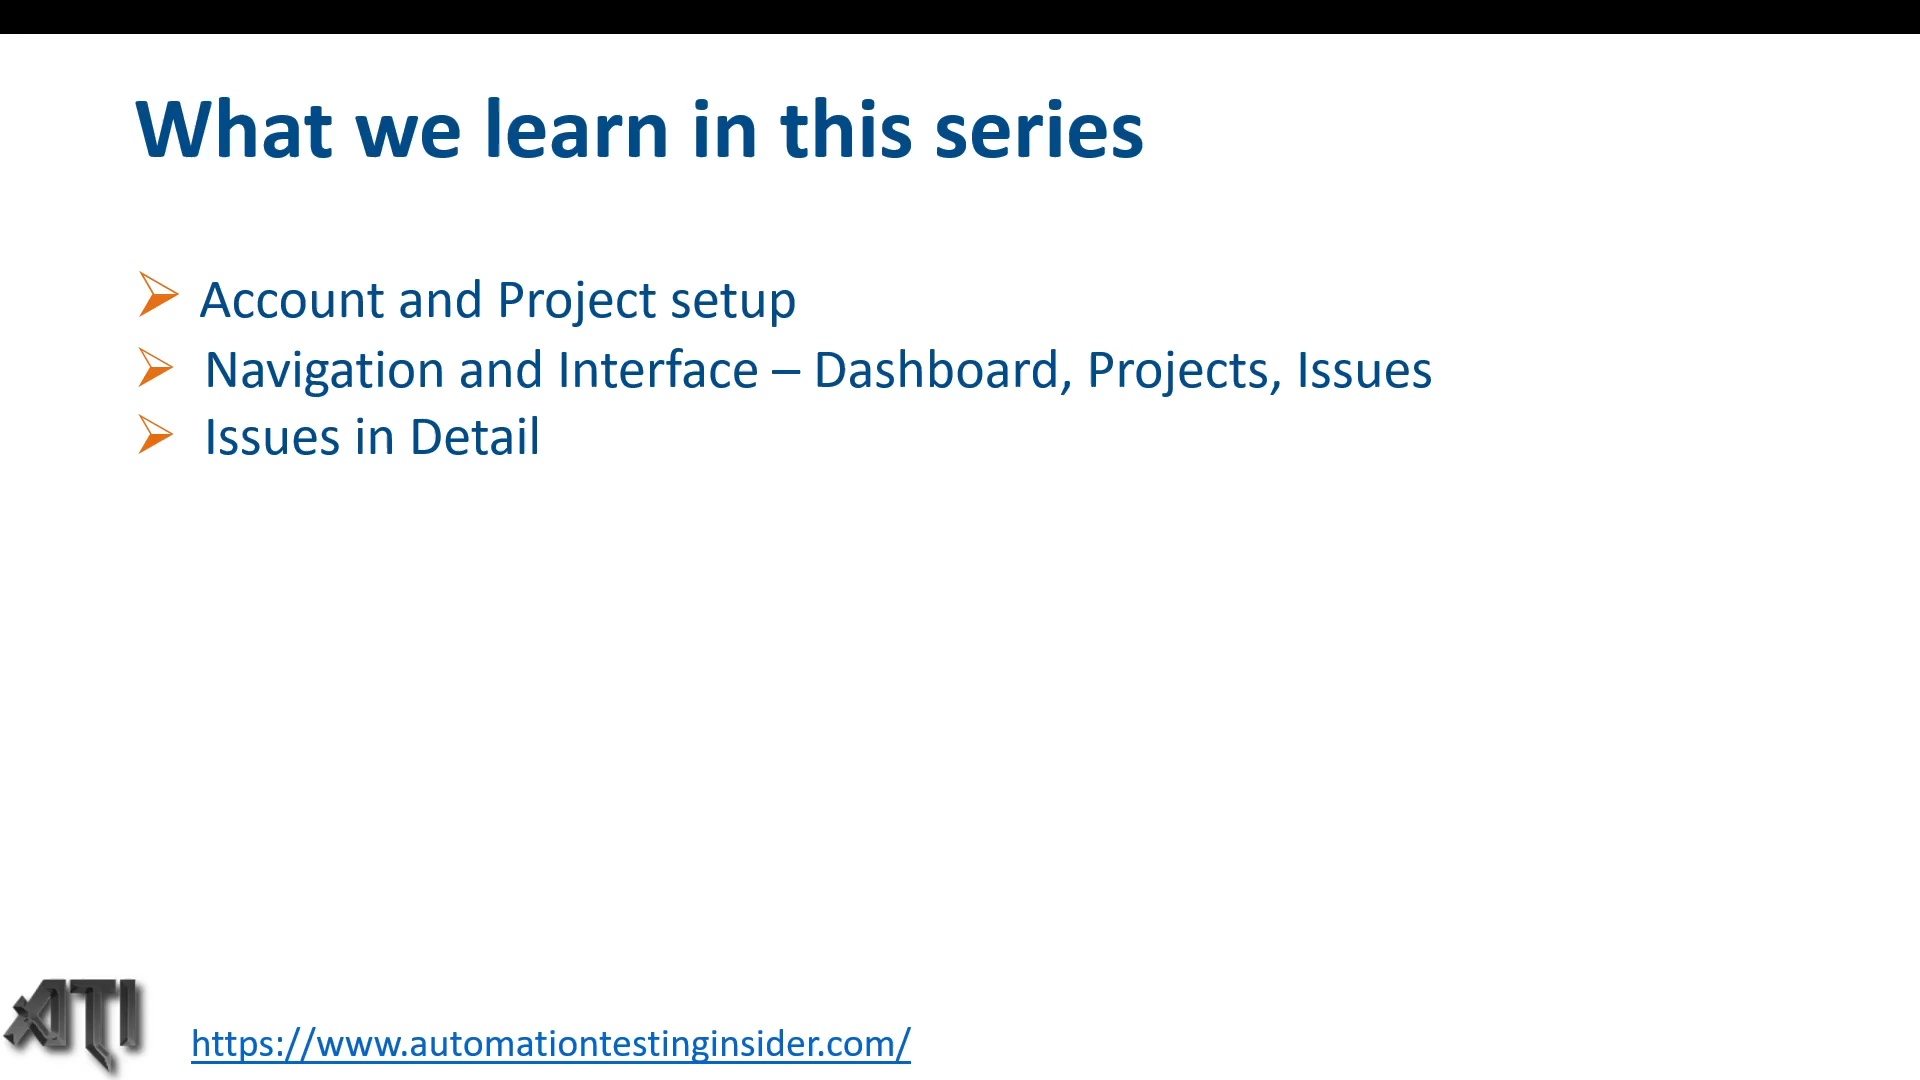 What we learn in this series
Account and Project setup
Navigation and Interface – Dashboard, Projects, Issues
Issues in Detail
ATI
https://www.automationtestinginsider.com/